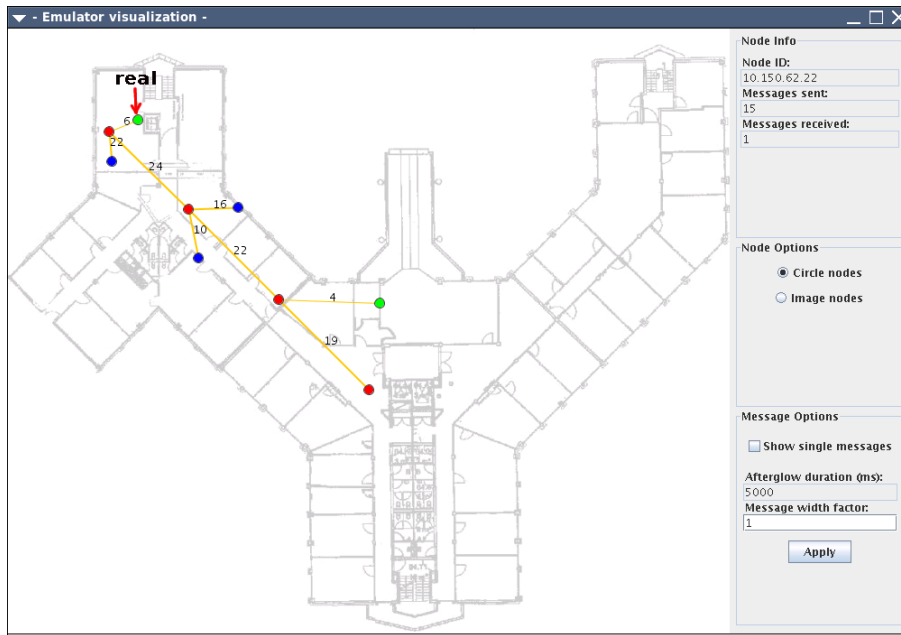 - Emulator visualization -
real
6
22
24
16
10
22
4
19
Node Info
Node ID:
10.150.62.22
Messages sent:
15
Messages received:
1
Node Options
Circle nodes
Image nodes
Message Options
Show single messages
Afterglow duration (ms):
5000
Message width factor:
1
Apply